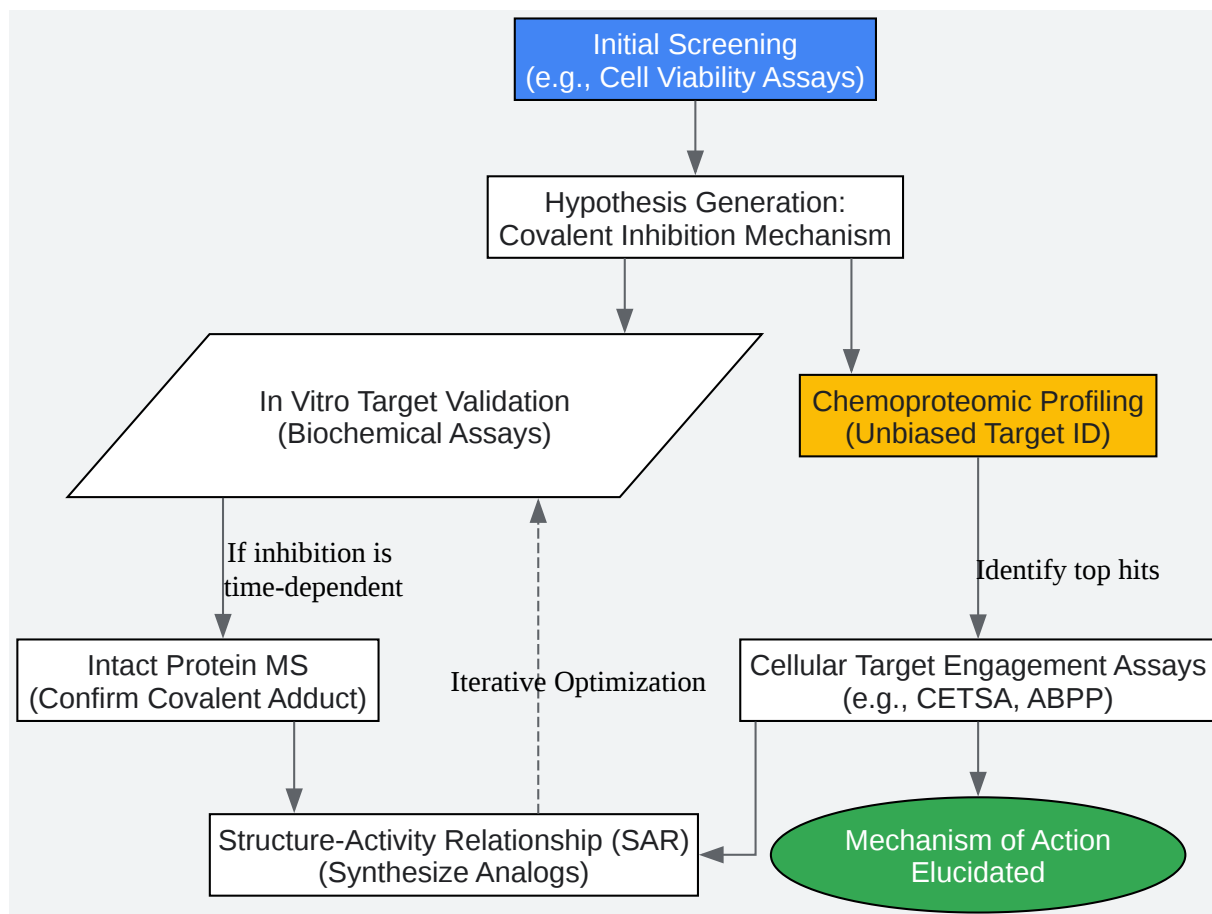 Initial Screening
(e.g., Cell Viability Assays)
Hypothesis Generation:
Covalent Inhibition Mechanism
In Vitro Target Validation
(Biochemical Assays)
Chemoproteomic Profiling
(Unbiased Target ID)
If inhibition is
time-dependent
Identify top hits
Intact Protein MS
(Confirm Covalent Adduct)
Iterative Optimization
Cellular Target Engagement Assays
(e.g., CETSA, ABPP)
Structure-Activity Relationship (SAR)
(Synthesize Analogs)
Mechanism of Action
Elucidated